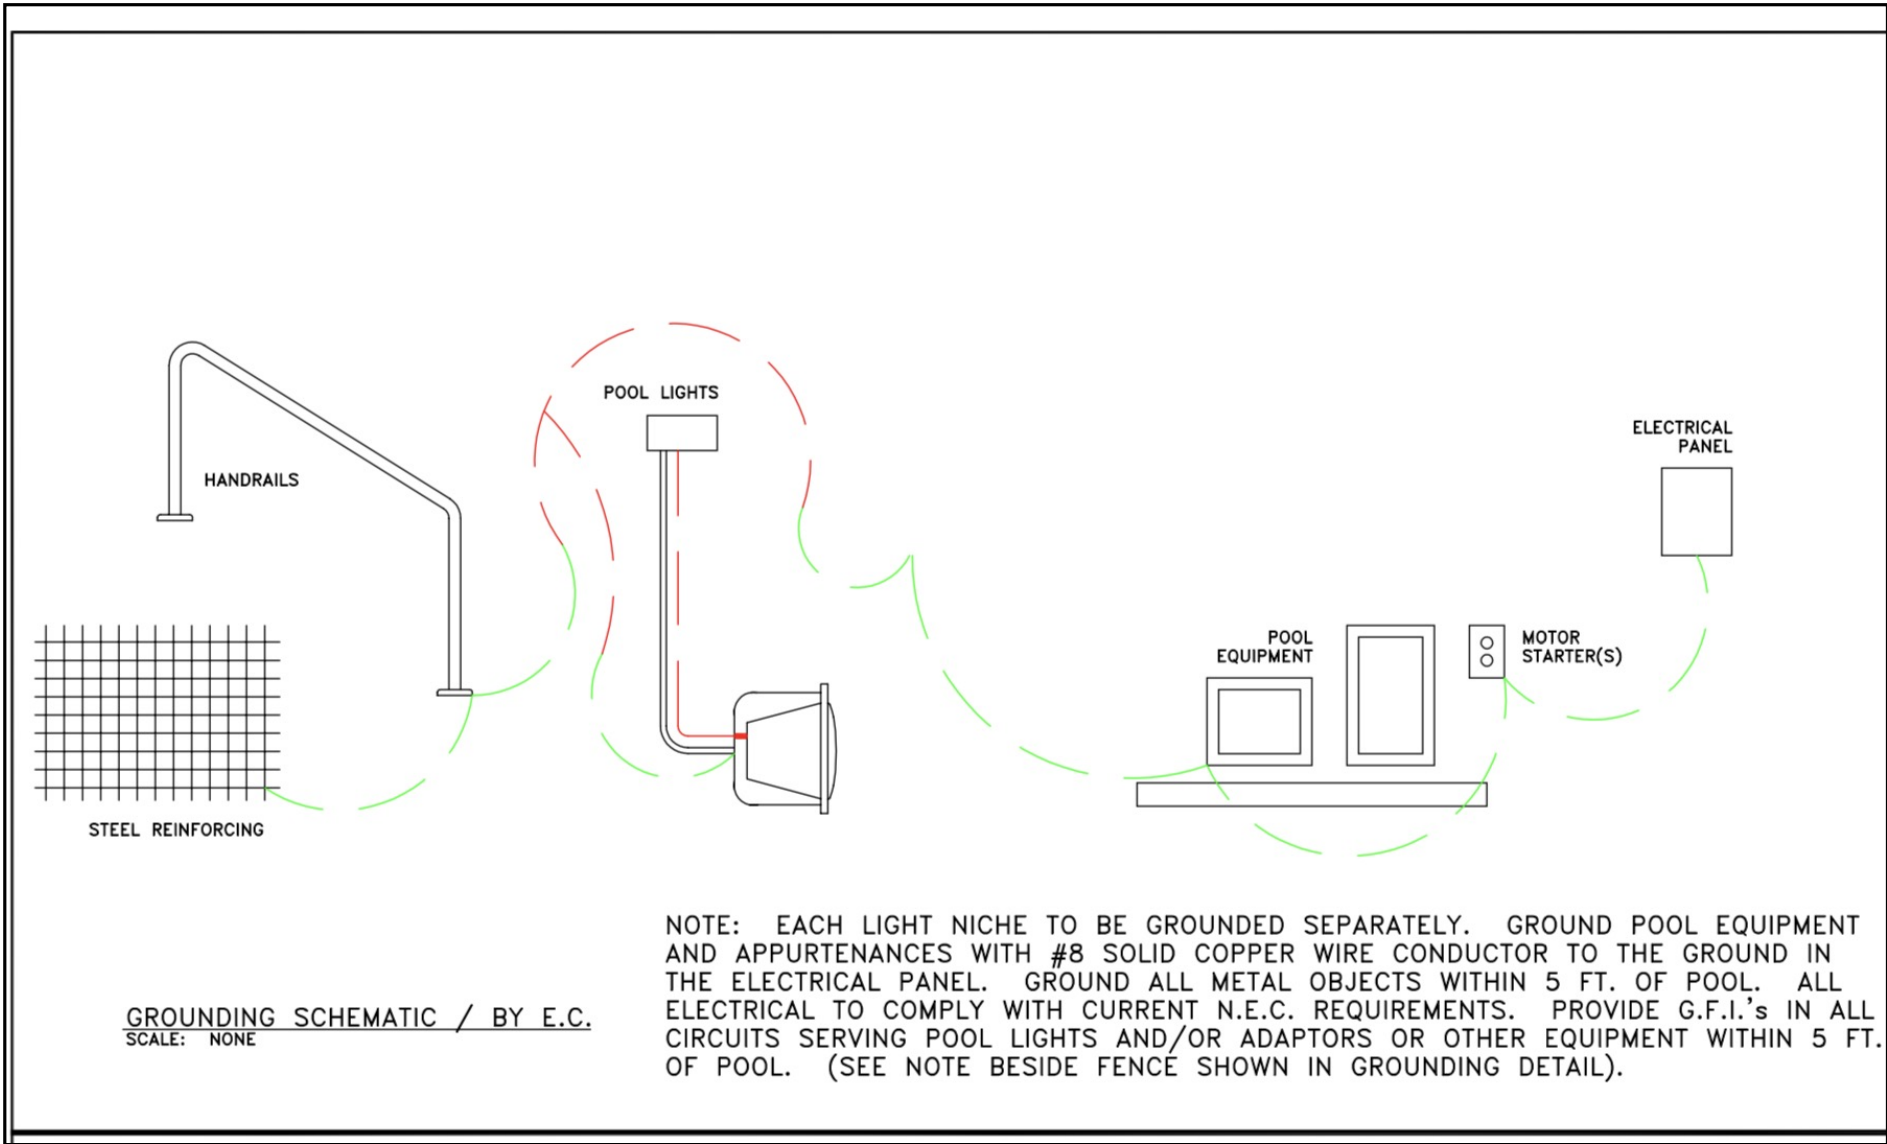 POOL LIGHTS
HANDRAILS
ELECTRICAL
PANEL
POOL
EQUIPMENT
MOTOR
STARTER(S)
STEEL REINFORCING
NOTE: EACH LIGHT NICHE TO BE GROUNDED SEPARATELY. GROUND POOL EQUIPMENT
AND APPURTENANCES WITH #8 SOLID COPPER WIRE CONDUCTOR TO THE GROUND IN
THE ELECTRICAL PANEL. GROUND ALL METAL OBJECTS WITHIN 5 FT. OF POOL. ALL
ELECTRICAL TO COMPLY WITH CURRENT N.E.C. REQUIREMENTS. PROVIDE G.F.I.'s IN ALL
CIRCUITS SERVING POOL LIGHTS AND/OR ADAPTORS OR OTHER EQUIPMENT WITHIN 5 FT.
OF POOL. (SEE NOTE BESIDE FENCE SHOWN IN GROUNDING DETAIL).
GROUNDING SCHEMATIC / BY E.C.
SCALE: NONE